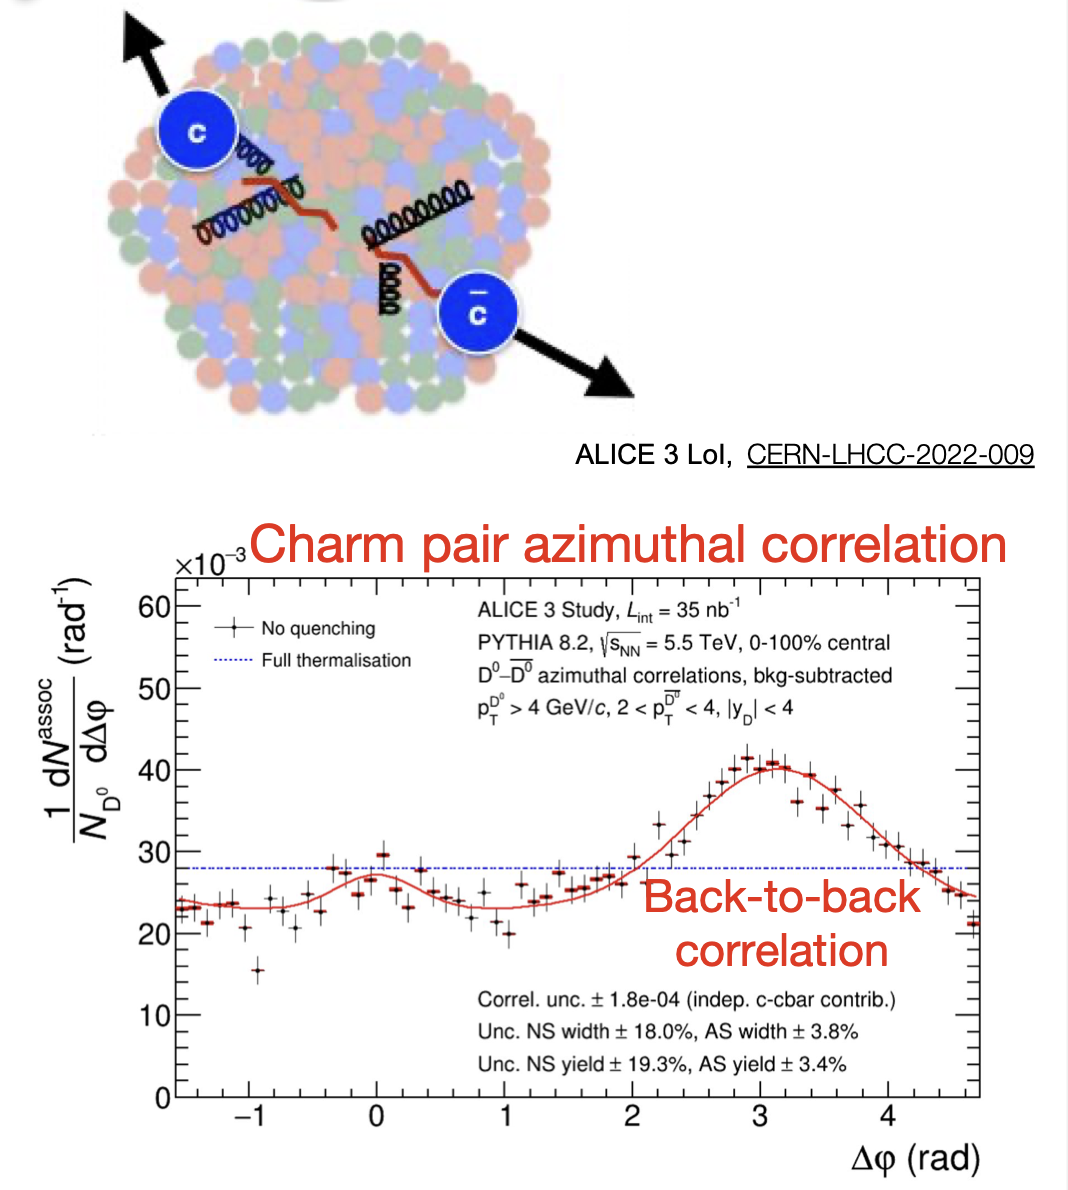 c
c̅
ALICE 3 LoI, CERN-LHCC-2022-009
Charm pair azimuthal correlation
×10⁻³
1/N_D⁰ dN^assoc/dΔφ (rad⁻¹)
60
50
40
30
20
10
0
No quenching
Full thermalisation
ALICE 3 Study, L_int = 35 nb⁻¹
PYTHIA 8.2, √s_NN = 5.5 TeV, 0-100% central
D⁰–D̅⁰ azimuthal correlations, bkg-subtracted
p_T^D⁰ > 4 GeV/c, 2 < p_T^D̅⁰ < 4, |y_D| < 4
Back-to-back
correlation
Correl. unc. ± 1.8e-04 (indep. c-cbar contrib.)
Unc. NS width ± 18.0%, AS width ± 3.8%
Unc. NS yield ± 19.3%, AS yield ± 3.4%
−1 0 1 2 3 4
Δφ (rad)